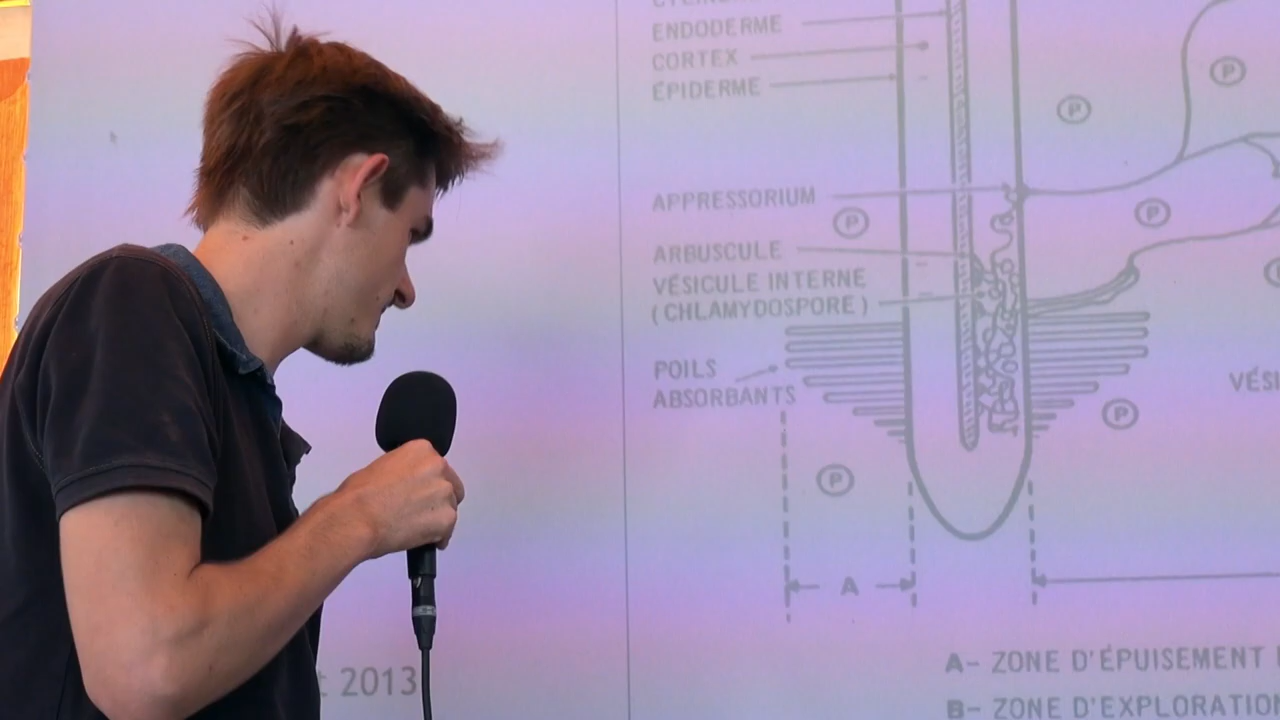 ENDODERME
CORTEX
ÉPIDERME
P
P
APPRESSORIUM
P
P
ARBUSCULE
VÉSICULE INTERNE
(CHLAMYDOSPORE)
POILS
ABSORBANTS
P
P
A
2013
A- ZONE D'ÉPUISEMENT
B- ZONE D'EXPLORATION